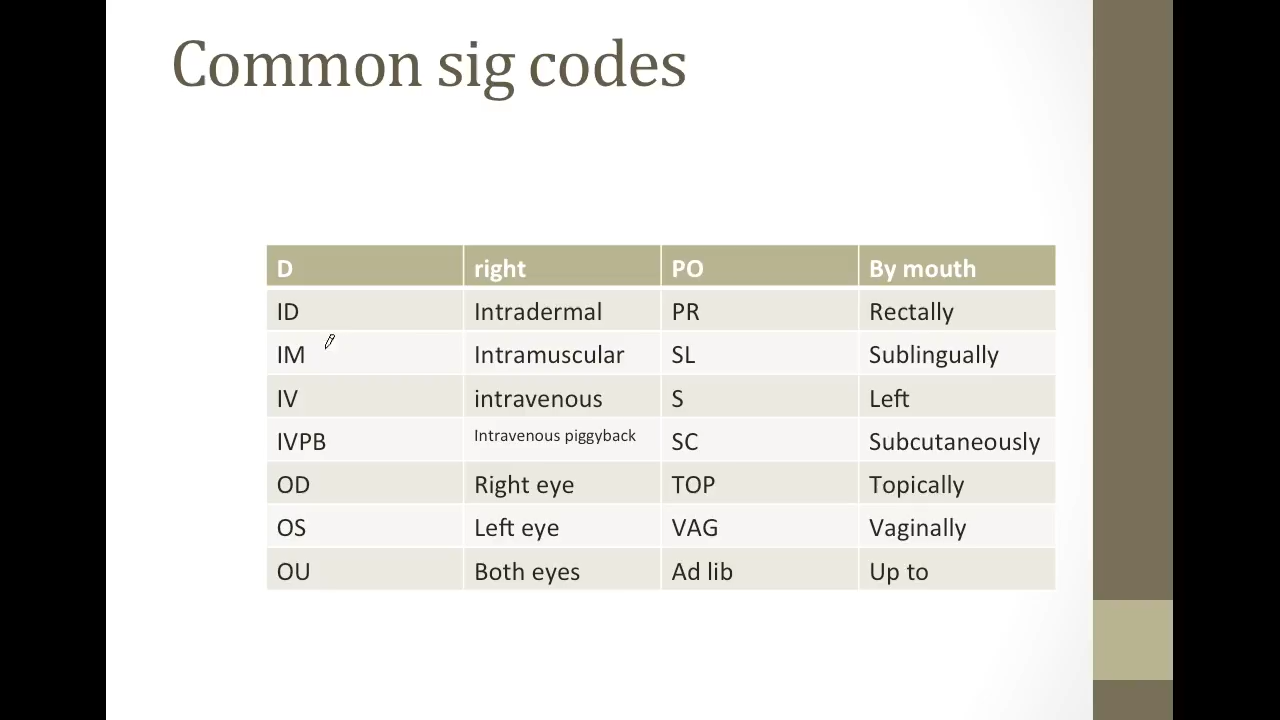 Common sig codes
D right PO By mouth
ID Intradermal PR Rectally
IM Intramuscular SL Sublingually
IV intravenous S Left
IVPB Intravenous piggyback SC Subcutaneously
OD Right eye TOP Topically
OS Left eye VAG Vaginally
OU Both eyes Ad lib Up to